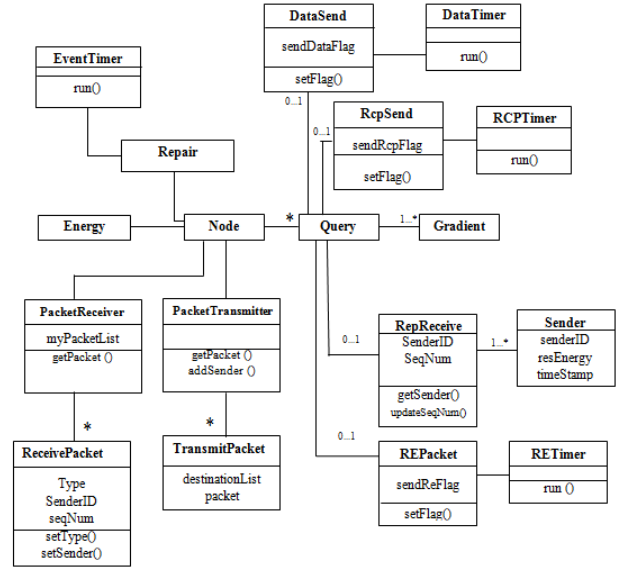 DataSend
sendDataFlag
setFlag()
DataTimer
run()
EventTimer
run()
0...1
0...1
RcpSend
sendRcpFlag
setFlag()
RCPTimer
run()
Repair
Energy
Node
*
Query
1...*
Gradient
PacketReceiver
myPacketList
getPacket ()
PacketTransmitter
getPacket ()
addSender ()
0...1
RepReceive
SenderID
SeqNum
getSender()
updateSeqNum()
1...*
Sender
senderID
resEnergy
timeStamp
*
*
0...1
ReceivePacket
Type
SenderID
seqNum
setType()
setSender()
TransmitPacket
destinationList
packet
REPacket
sendReFlag
setFlag()
RETimer
run ()